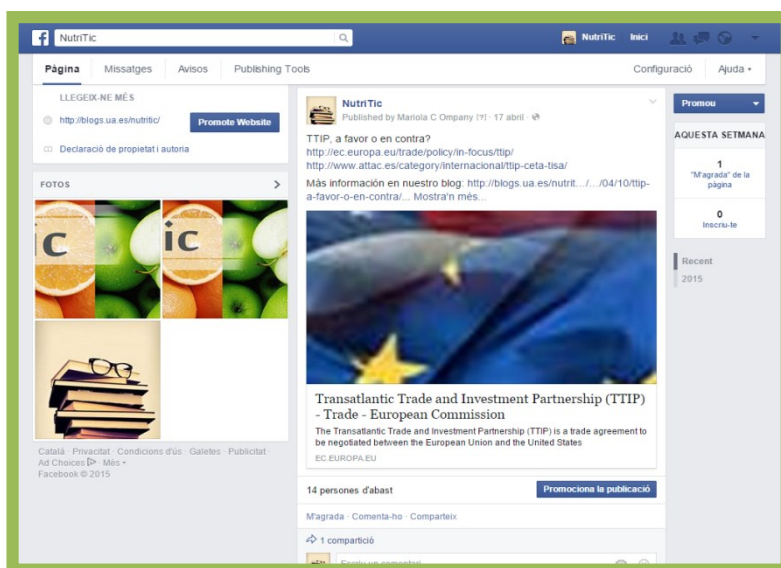 NutriTic
NutriTic Inici
Pàgina Missatges Avisos Publishing Tools Configuració Ajuda
LLEGEIX-NE MÉS
http://blogs.ua.es/nutritic/ Promote Website
Declaració de propietat i autoria
FOTOS
ic
ic
Català · Privacitat · Condicions d'ús · Galetes · Publicitat ·
Ad Choices · Més
Facebook © 2015
NutriTic
Published by Mariola C Ompany [?] · 17 abril ·
TTIP, a favor o en contra?
http://ec.europa.eu/trade/policy/in-focus/ttip/
http://www.attac.es/category/internacional/ttip-ceta-tisa/
Màs información en nuestro blog: http://blogs.ua.es/nutrit.../.../04/10/ttip-
a-favor-o-en-contra/... Mostra'n més...
Transatlantic Trade and Investment Partnership (TTIP)
- Trade - European Commission
The Transatlantic Trade and Investment Partnership (TTIP) is a trade agreement to
be negotiated between the European Union and the United States
EC.EUROPA.EU
14 persones d'abast Promociona la publicació
M'agrada · Comenta-ho · Comparteix
1 compartició
Escriu un comentari
Promou
AQUESTA SETMANA
1
"M'agrada" de la
pàgina
0
Inscriu-te
Recent
2015